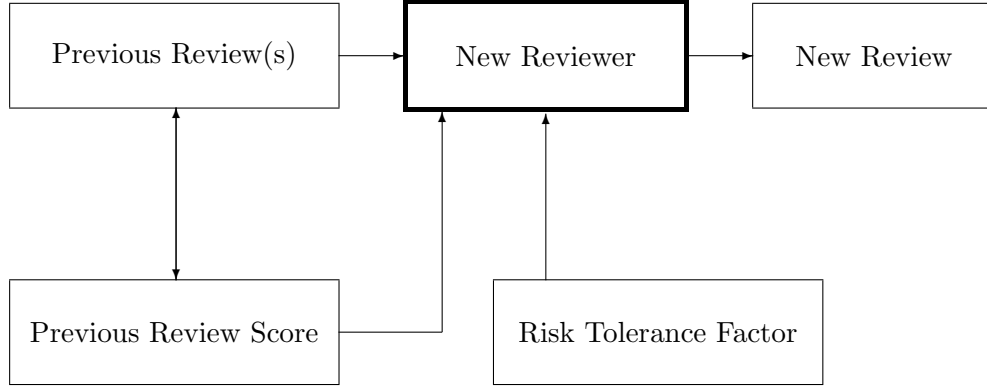 Previous Review(s)
New Reviewer
New Review
Previous Review Score
Risk Tolerance Factor